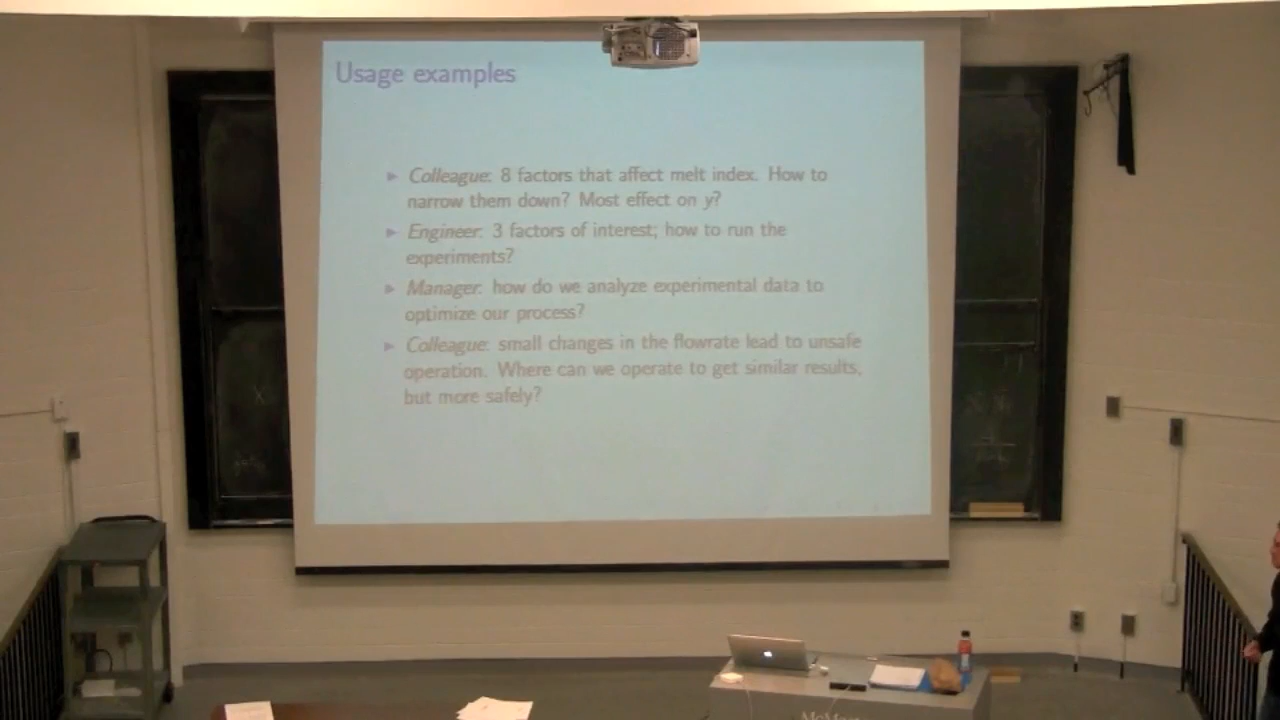 Usage examples
► Colleague: 8 factors that affect melt index. How to
narrow them down? Most effect on y?
► Engineer: 3 factors of interest; how to run the
experiments?
► Manager: how do we analyze experimental data to
optimize our process?
► Colleague: small changes in the flowrate lead to unsafe
operation. Where can we operate to get similar results,
but more safely?